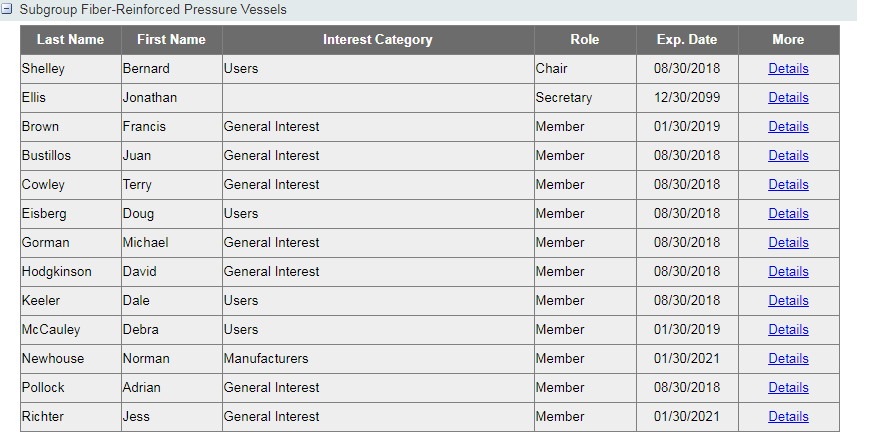 Subgroup Fiber-Reinforced Pressure Vessels
Last Name First Name Interest Category Role Exp. Date More
Shelley Bernard Users Chair 08/30/2018 Details
Ellis Jonathan Secretary 12/30/2099 Details
Brown Francis General Interest Member 01/30/2019 Details
Bustillos Juan General Interest Member 08/30/2018 Details
Cowley Terry General Interest Member 08/30/2018 Details
Eisberg Doug Users Member 08/30/2018 Details
Gorman Michael General Interest Member 08/30/2018 Details
Hodgkinson David General Interest Member 08/30/2018 Details
Keeler Dale Users Member 08/30/2018 Details
McCauley Debra Users Member 01/30/2019 Details
Newhouse Norman Manufacturers Member 01/30/2021 Details
Pollock Adrian General Interest Member 08/30/2018 Details
Richter Jess General Interest Member 01/30/2021 Details